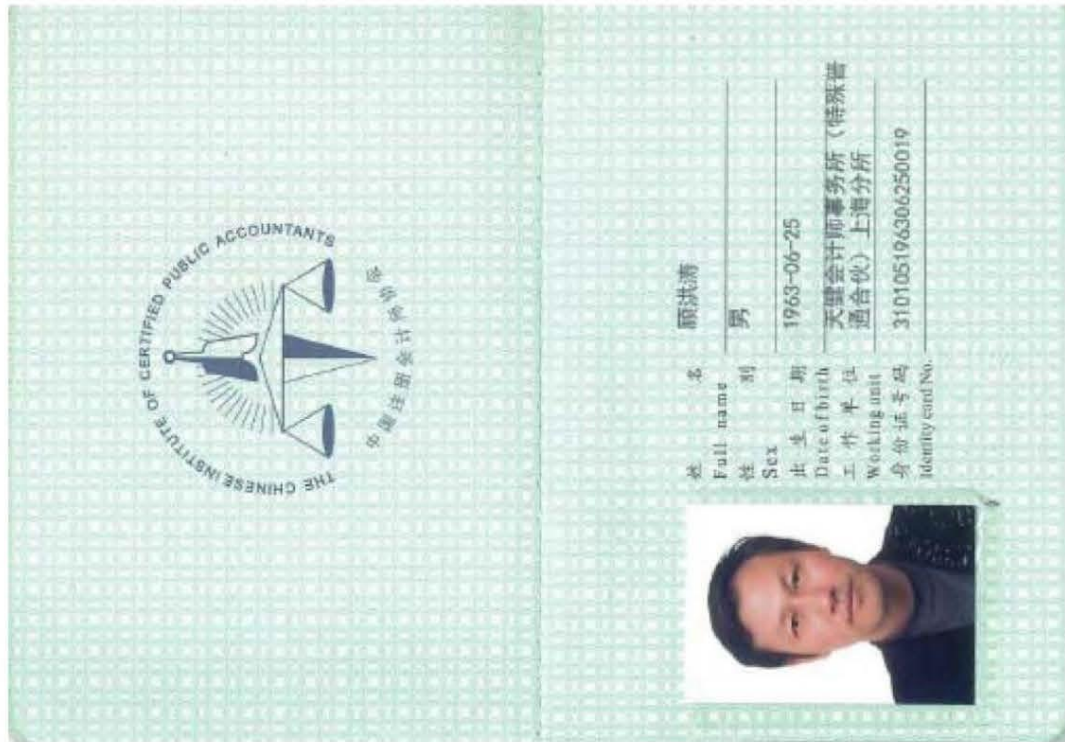 THE CHINESE INSTITUTE OF CERTIFIED PUBLIC ACCOUNTANTS
中国注册会计师协会
姓 名 顾洪涛
Full name
性 别 男
Sex
出 生 日 期 1963-06-25
Date of birth
工 作 单 位 天健会计师事务所（特殊普
Working unit 通合伙）上海分所
身 份 证 号 码 310105196306250019
Identity card No.